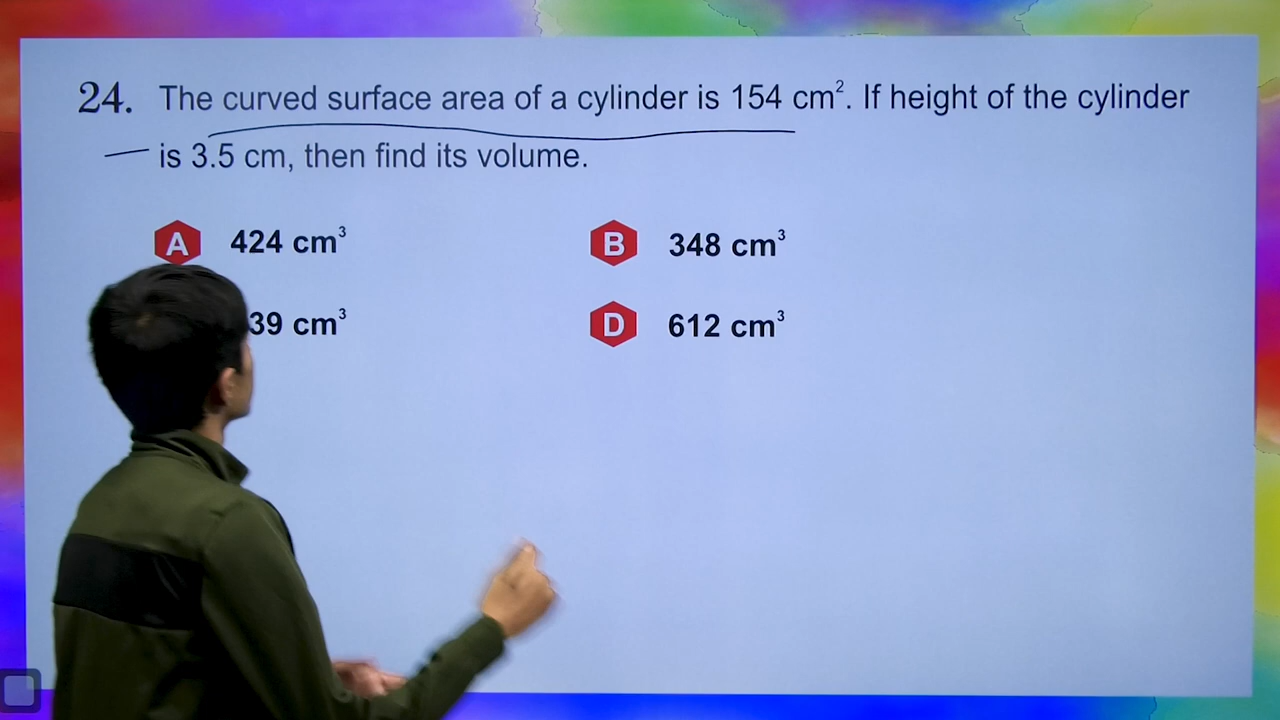 24. The curved surface area of a cylinder is 154 cm². If height of the cylinder
is 3.5 cm, then find its volume.
A 424 cm³ B 348 cm³
39 cm³ D 612 cm³